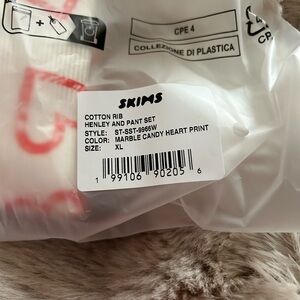 CPE 4
COLLEZIONE DI PLASTICA
SKIMS
COTTON RIB
HENLEY AND PANT SET
STYLE: ST-SST-9966W
COLOR: MARBLE CANDY HEART PRINT
SIZE: XL
1 99106 90205 6